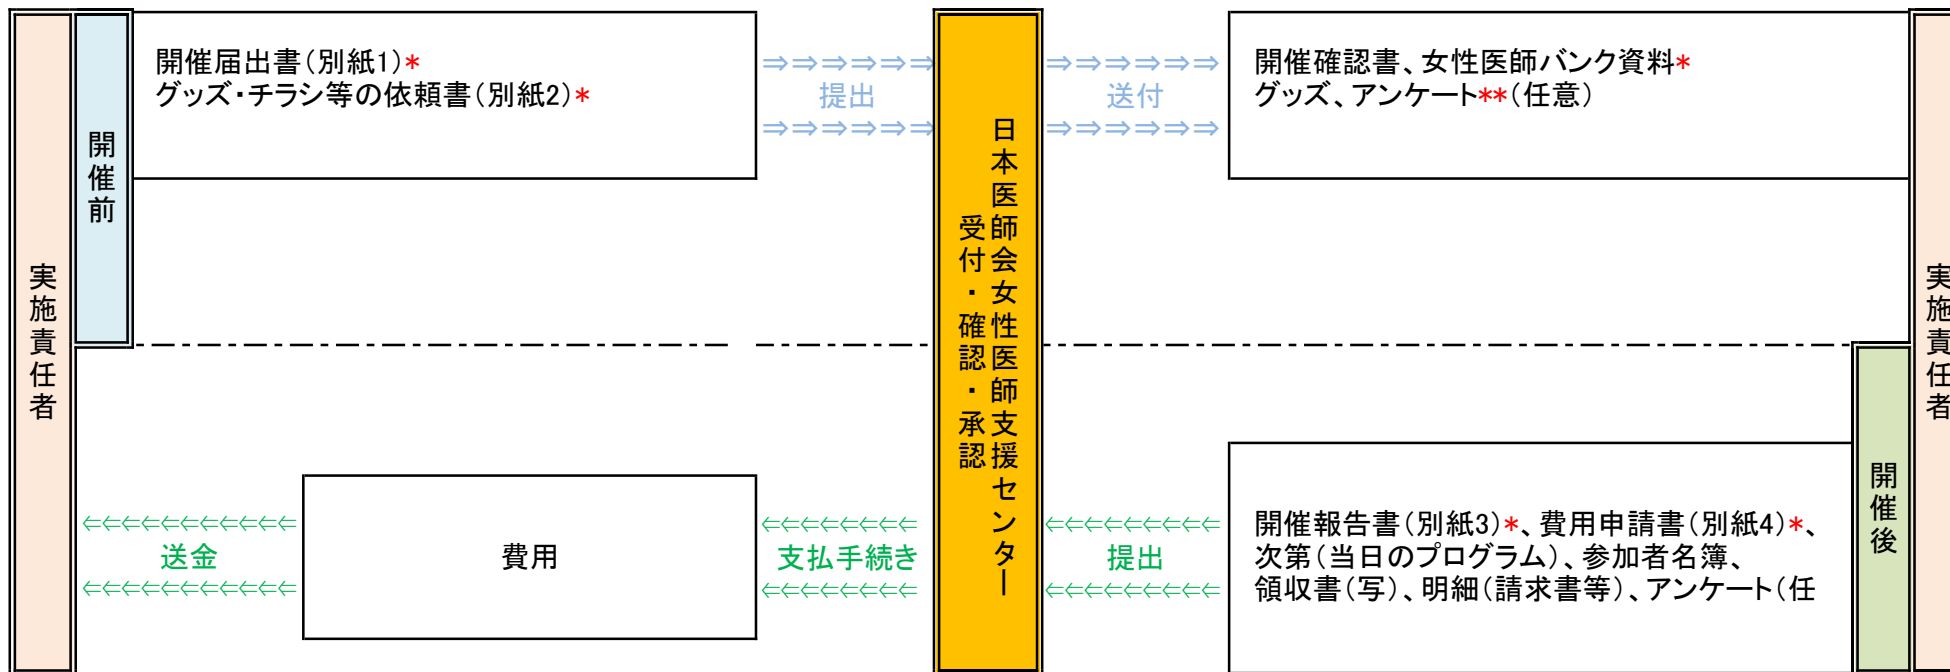 実施責任者
開催前
開催届出書(別紙1)*
グッズ・チラシ等の依頼書(別紙2)*
⇒⇒⇒⇒⇒⇒
提出
⇒⇒⇒⇒⇒⇒
日本医師会女性医師支援センター
受付・確認・承認
⇒⇒⇒⇒⇒⇒
送付
⇒⇒⇒⇒⇒⇒
開催確認書、女性医師バンク資料*
グッズ、アンケート**(任意)
実施責任者
開催後
開催報告書(別紙3)*、費用申請書(別紙4)*、
次第(当日のプログラム)、参加者名簿、
領収書(写)、明細(請求書等)、アンケート(任
⇐⇐⇐⇐⇐⇐⇐⇐⇐
提出
⇐⇐⇐⇐⇐⇐⇐⇐⇐
⇐⇐⇐⇐⇐⇐⇐⇐
支払手続き
⇐⇐⇐⇐⇐⇐⇐⇐
費用
⇐⇐⇐⇐⇐⇐⇐⇐⇐⇐⇐
送金
⇐⇐⇐⇐⇐⇐⇐⇐⇐⇐⇐